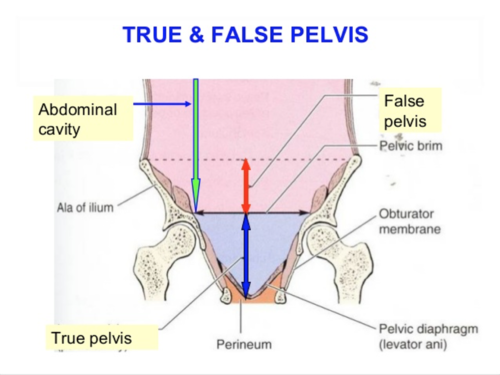 TRUE & FALSE PELVIS
Abdominal
cavity
False
pelvis
Pelvic brim
Ala of ilium
Obturator
membrane
True pelvis
Perineum
Pelvic diaphragm
(levator ani)